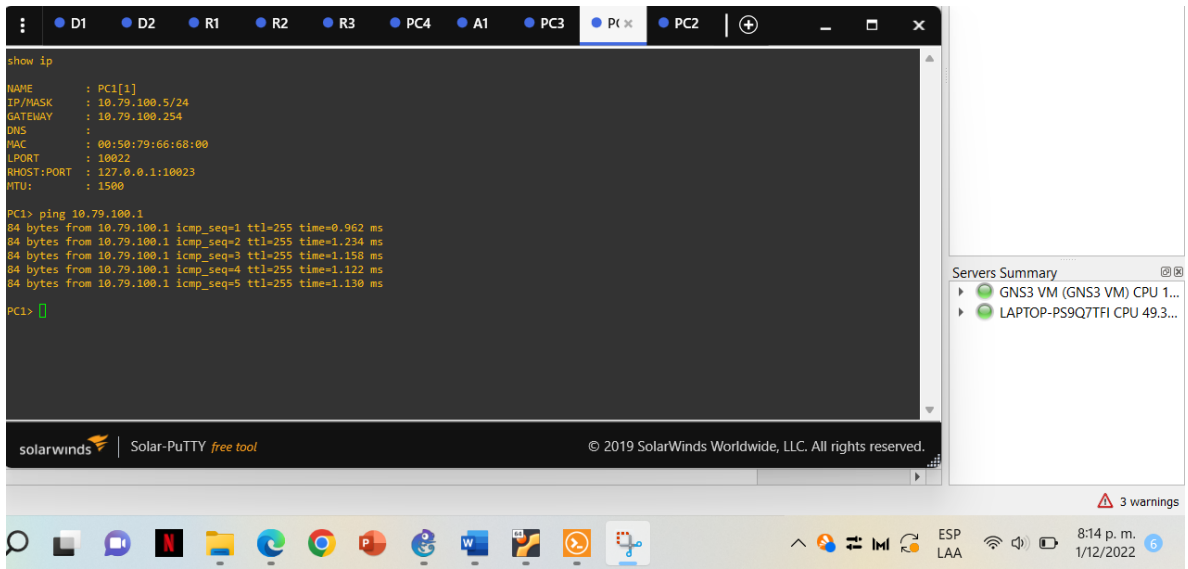 D1 D2 R1 R2 R3 PC4 A1 PC3 PC PC2
show ip
NAME : PC1[1]
IP/MASK : 10.79.100.5/24
GATEWAY : 10.79.100.254
DNS :
MAC : 00:50:79:66:68:00
LPORT : 10022
RHOST:PORT : 127.0.0.1:10023
MTU: : 1500
PC1> ping 10.79.100.1
84 bytes from 10.79.100.1 icmp_seq=1 ttl=255 time=0.962 ms
84 bytes from 10.79.100.1 icmp_seq=2 ttl=255 time=1.234 ms
84 bytes from 10.79.100.1 icmp_seq=3 ttl=255 time=1.158 ms
84 bytes from 10.79.100.1 icmp_seq=4 ttl=255 time=1.122 ms
84 bytes from 10.79.100.1 icmp_seq=5 ttl=255 time=1.130 ms
PC1>
solarwinds Solar-PuTTY free tool © 2019 SolarWinds Worldwide, LLC. All rights reserved.
Servers Summary
GNS3 VM (GNS3 VM) CPU 1...
LAPTOP-PS9Q7TFI CPU 49.3...
3 warnings
ESP
LAA
8:14 p. m.
1/12/2022
6